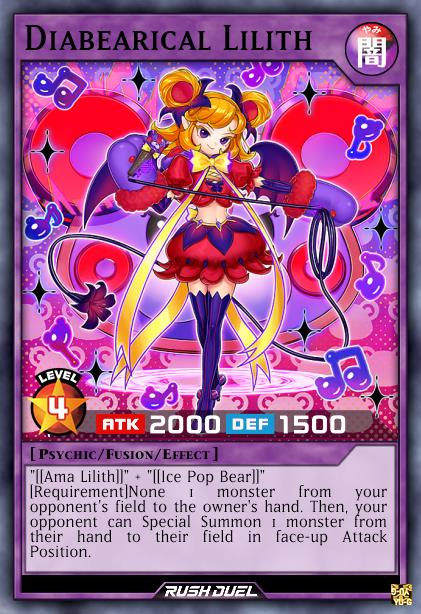 Diabearical Lilith
やみ
闇
LEVEL
4
ATK 2000 DEF 1500
[Psychic/Fusion/Effect]
"[[Ama Lilith]]" + "[[Ice Pop Bear]]"
[Requirement]None 1 monster from your
opponent's field to the owner's hand. Then, your
opponent can Special Summon 1 monster from
their hand to their field in face-up Attack
Position.
RUSH DUEL